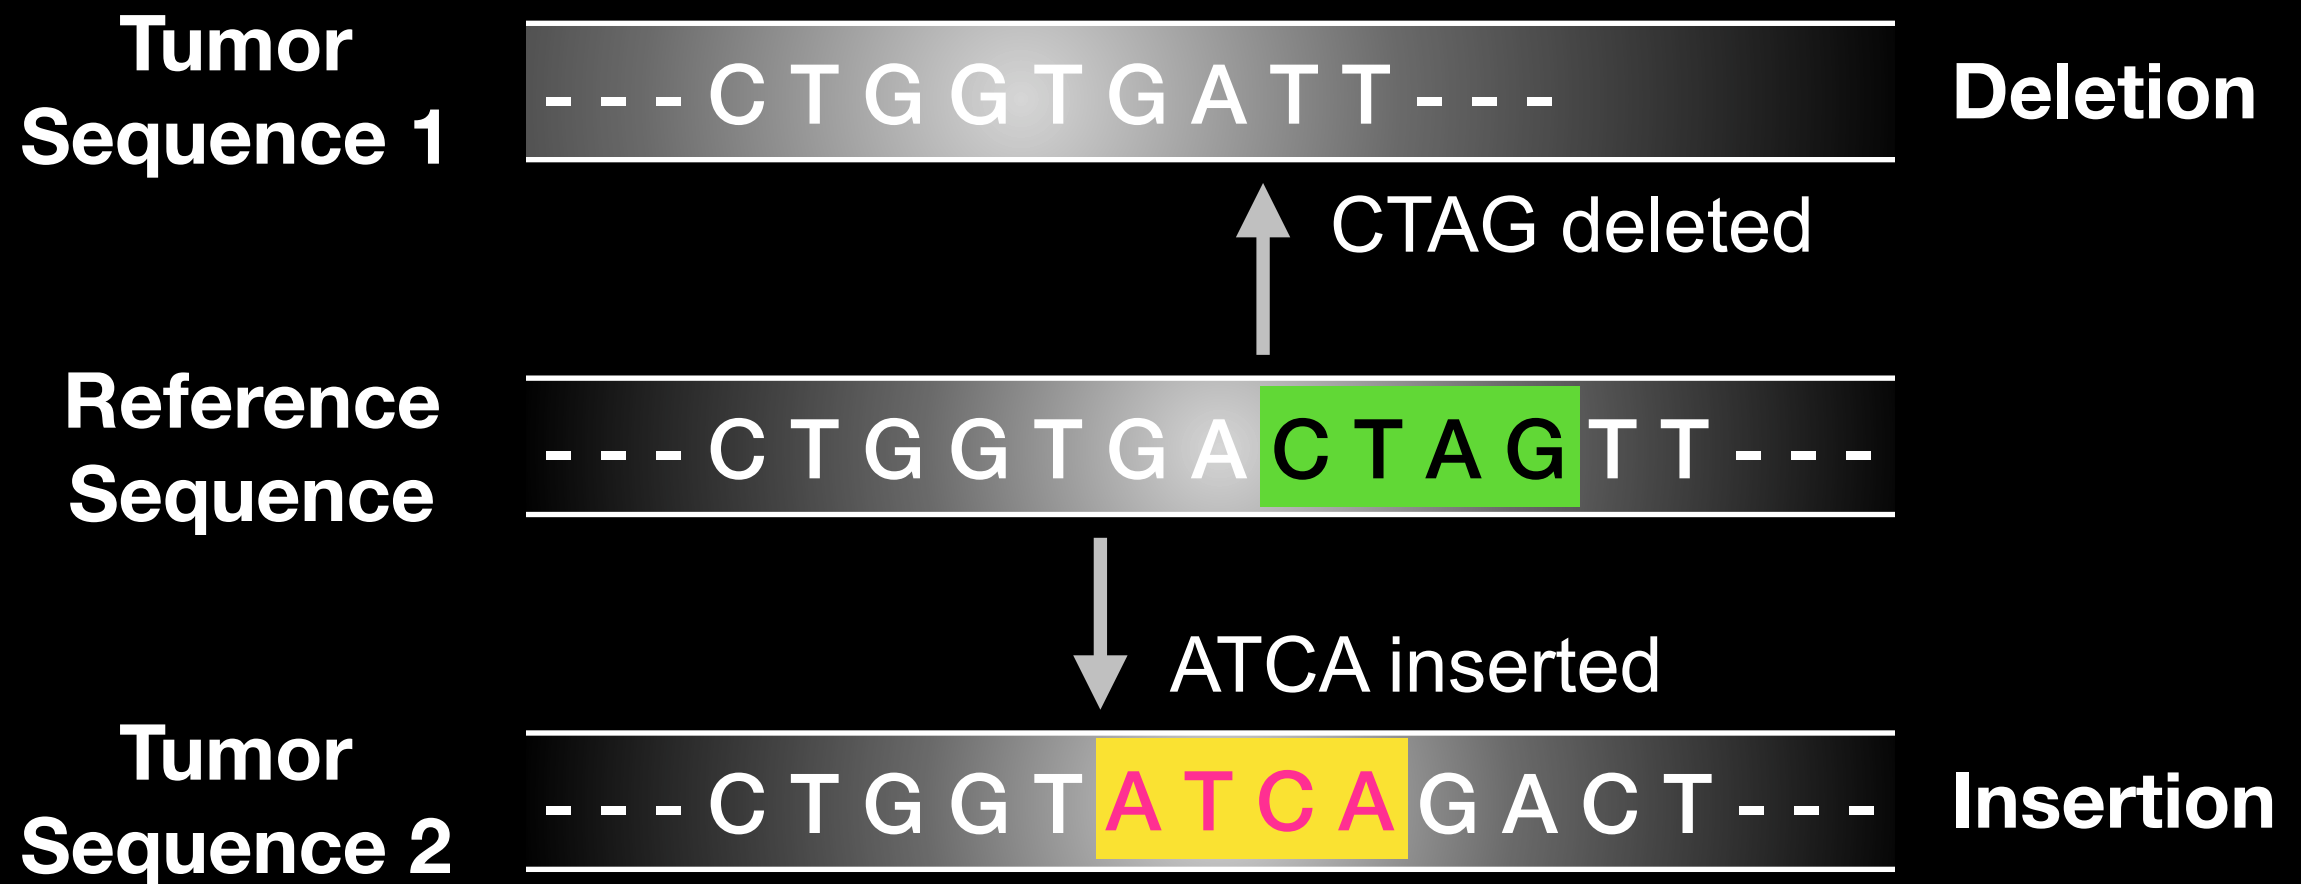 Tumor
Sequence 1
- - - C T G G T G A T T - - -
Deletion
CTAG deleted
Reference
Sequence
- - - C T G G T G A C T A G T T - - -
ATCA inserted
Tumor
Sequence 2
- - - C T G G T A T C A G A C T - - -
Insertion